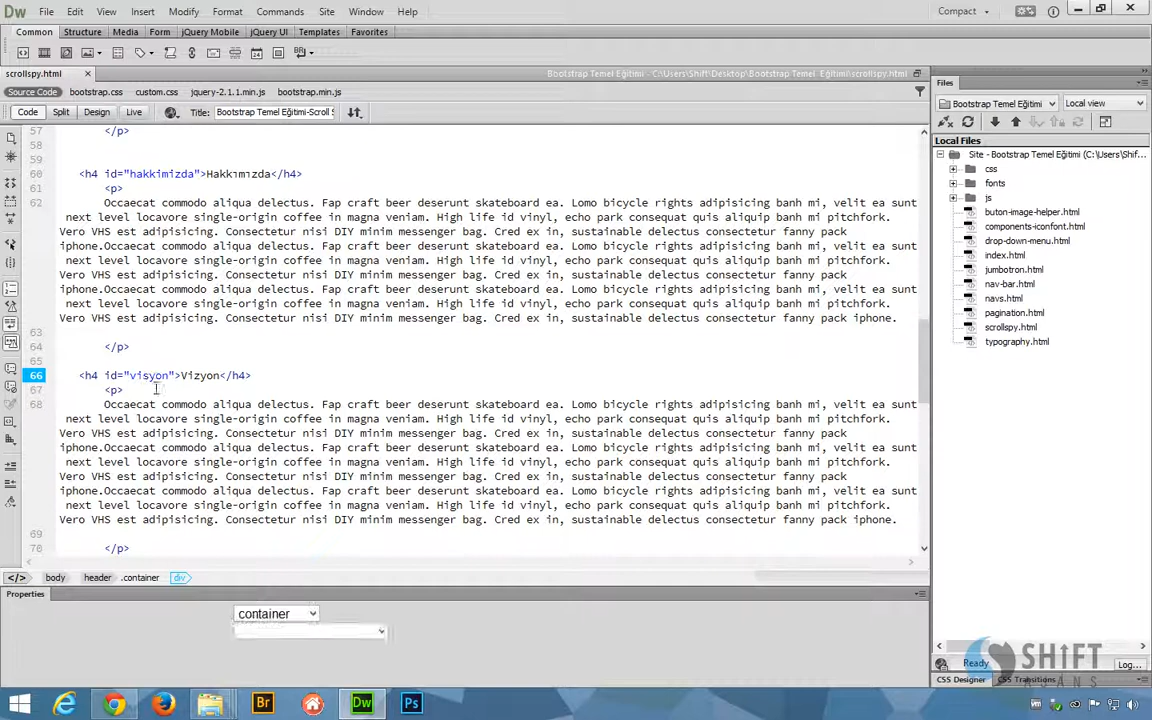 Dw File Edit View Insert Modify Format Commands Site Window Help Compact
Common Structure Media Form jQuery Mobile jQuery UI Templates Favorites
scrollspy.html Bootstrap Temel Eğitimi - C:\Users\Shift\Desktop\Bootstrap Temel Eğitimi\scrollspy.html
Source Code bootstrap.css custom.css jquery-2.1.1.min.js bootstrap.min.js
Code Split Design Live Title: Bootstrap Temel Eğitimi-Scroll S
57 </p>
58
59
60 <h4 id="hakkimizda">Hakkımızda</h4>
61 <p>
62 Occaecat commodo aliqua delectus. Fap craft beer deserunt skateboard ea. Lomo bicycle rights adipisicing banh mi, velit ea sunt
next level locavore single-origin coffee in magna veniam. High life id vinyl, echo park consequat quis aliquip banh mi pitchfork.
Vero VHS est adipisicing. Consectetur nisi DIY minim messenger bag. Cred ex in, sustainable delectus consectetur fanny pack
iphone.Occaecat commodo aliqua delectus. Fap craft beer deserunt skateboard ea. Lomo bicycle rights adipisicing banh mi, velit ea sunt
next level locavore single-origin coffee in magna veniam. High life id vinyl, echo park consequat quis aliquip banh mi pitchfork.
Vero VHS est adipisicing. Consectetur nisi DIY minim messenger bag. Cred ex in, sustainable delectus consectetur fanny pack
iphone.Occaecat commodo aliqua delectus. Fap craft beer deserunt skateboard ea. Lomo bicycle rights adipisicing banh mi, velit ea sunt
next level locavore single-origin coffee in magna veniam. High life id vinyl, echo park consequat quis aliquip banh mi pitchfork.
Vero VHS est adipisicing. Consectetur nisi DIY minim messenger bag. Cred ex in, sustainable delectus consectetur fanny pack iphone.
63
64 </p>
65
66 <h4 id="visyon">Vizyon</h4>
67 <p>
68 Occaecat commodo aliqua delectus. Fap craft beer deserunt skateboard ea. Lomo bicycle rights adipisicing banh mi, velit ea sunt
next level locavore single-origin coffee in magna veniam. High life id vinyl, echo park consequat quis aliquip banh mi pitchfork.
Vero VHS est adipisicing. Consectetur nisi DIY minim messenger bag. Cred ex in, sustainable delectus consectetur fanny pack
iphone.Occaecat commodo aliqua delectus. Fap craft beer deserunt skateboard ea. Lomo bicycle rights adipisicing banh mi, velit ea sunt
next level locavore single-origin coffee in magna veniam. High life id vinyl, echo park consequat quis aliquip banh mi pitchfork.
Vero VHS est adipisicing. Consectetur nisi DIY minim messenger bag. Cred ex in, sustainable delectus consectetur fanny pack
iphone.Occaecat commodo aliqua delectus. Fap craft beer deserunt skateboard ea. Lomo bicycle rights adipisicing banh mi, velit ea sunt
next level locavore single-origin coffee in magna veniam. High life id vinyl, echo park consequat quis aliquip banh mi pitchfork.
Vero VHS est adipisicing. Consectetur nisi DIY minim messenger bag. Cred ex in, sustainable delectus consectetur fanny pack iphone.
69
70 </p>
</> body header .container div
Properties
container
Files
Bootstrap Temel Eğitimi Local view
Local Files
Site - Bootstrap Temel Eğitimi (C:\Users\Shif...
css
fonts
js
buton-image-helper.html
components-iconfont.html
drop-down-menu.html
index.html
jumbotron.html
nav-bar.html
navs.html
pagination.html
scrollspy.html
typography.html
Ready Log...
SHiFT
AJANS
CSS Designer CSS Transitions
Br Dw Ps